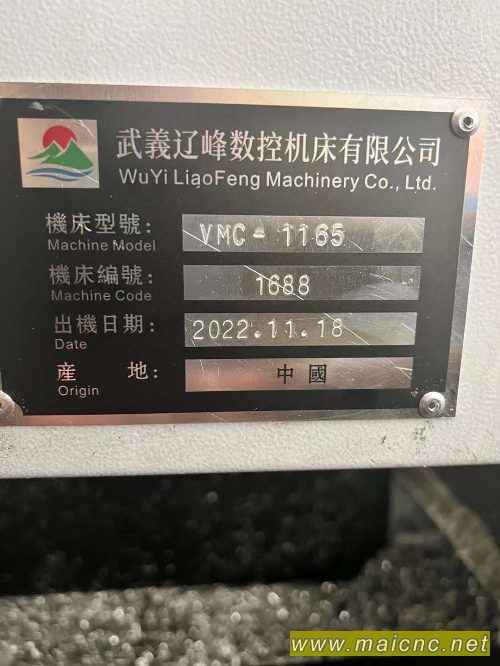 武義辽峰数控机床有限公司
WuYi LiaoFeng Machinery Co., Ltd.
機床型號: VMC-1165
Machine Model
機床編號: 1688
Machine Code
出機日期: 2022.11.18
Date
産 地: 中國
Origin
www.maicnc.net